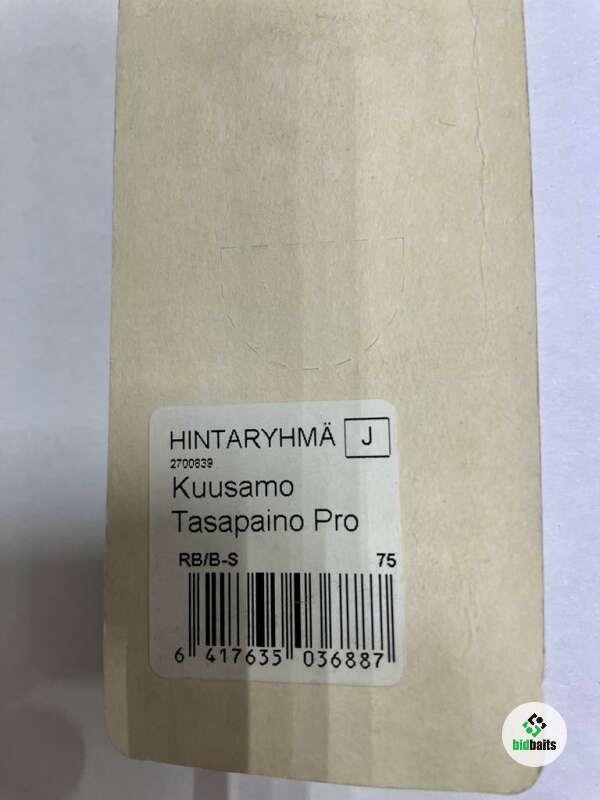 HINTARYHMÄ J
2700839
Kuusamo
Tasapaino Pro
RB/B-S 75
6 417635 036887
bidbaits